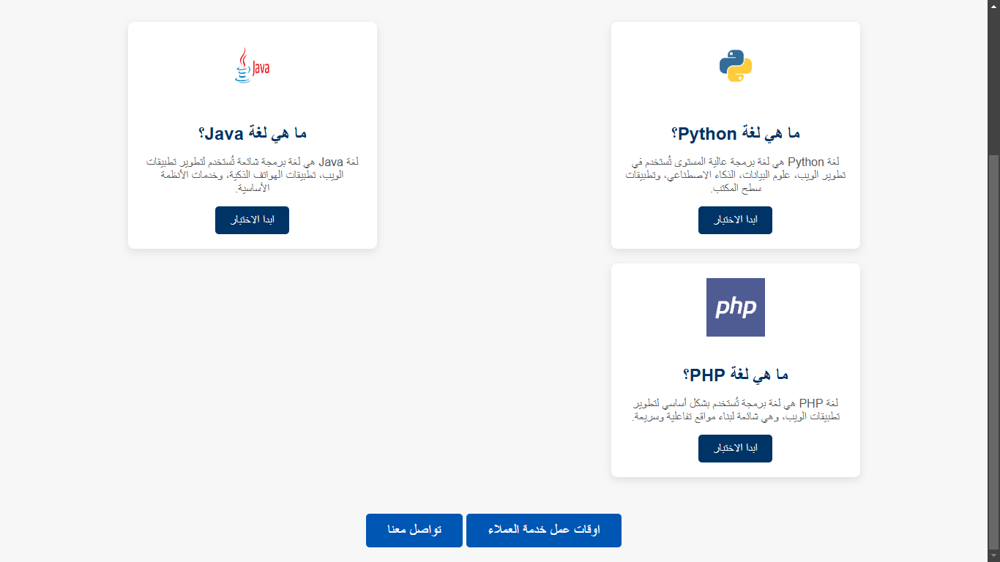 ما هي لغة Python؟
لغة Python هي لغة برمجة عالية المستوى تُستخدم في
تطوير الويب، علوم البيانات، الذكاء الاصطناعي، وتطبيقات
سطح المكتب.
ابدا الاختبار
Java
ما هي لغة Java؟
لغة Java هي لغة برمجة شائعة تُستخدم لتطوير تطبيقات
الويب، تطبيقات الهواتف الذكية، وخدمات الأنظمة
الأساسية.
ابدا الاختبار
php
ما هي لغة PHP؟
لغة PHP هي لغة برمجة تُستخدم بشكل أساسي لتطوير
تطبيقات الويب، وهي شائعة لبناء مواقع تفاعلية وسريعة.
ابدا الاختبار
اوقات عمل خدمة العملاء
تواصل معنا